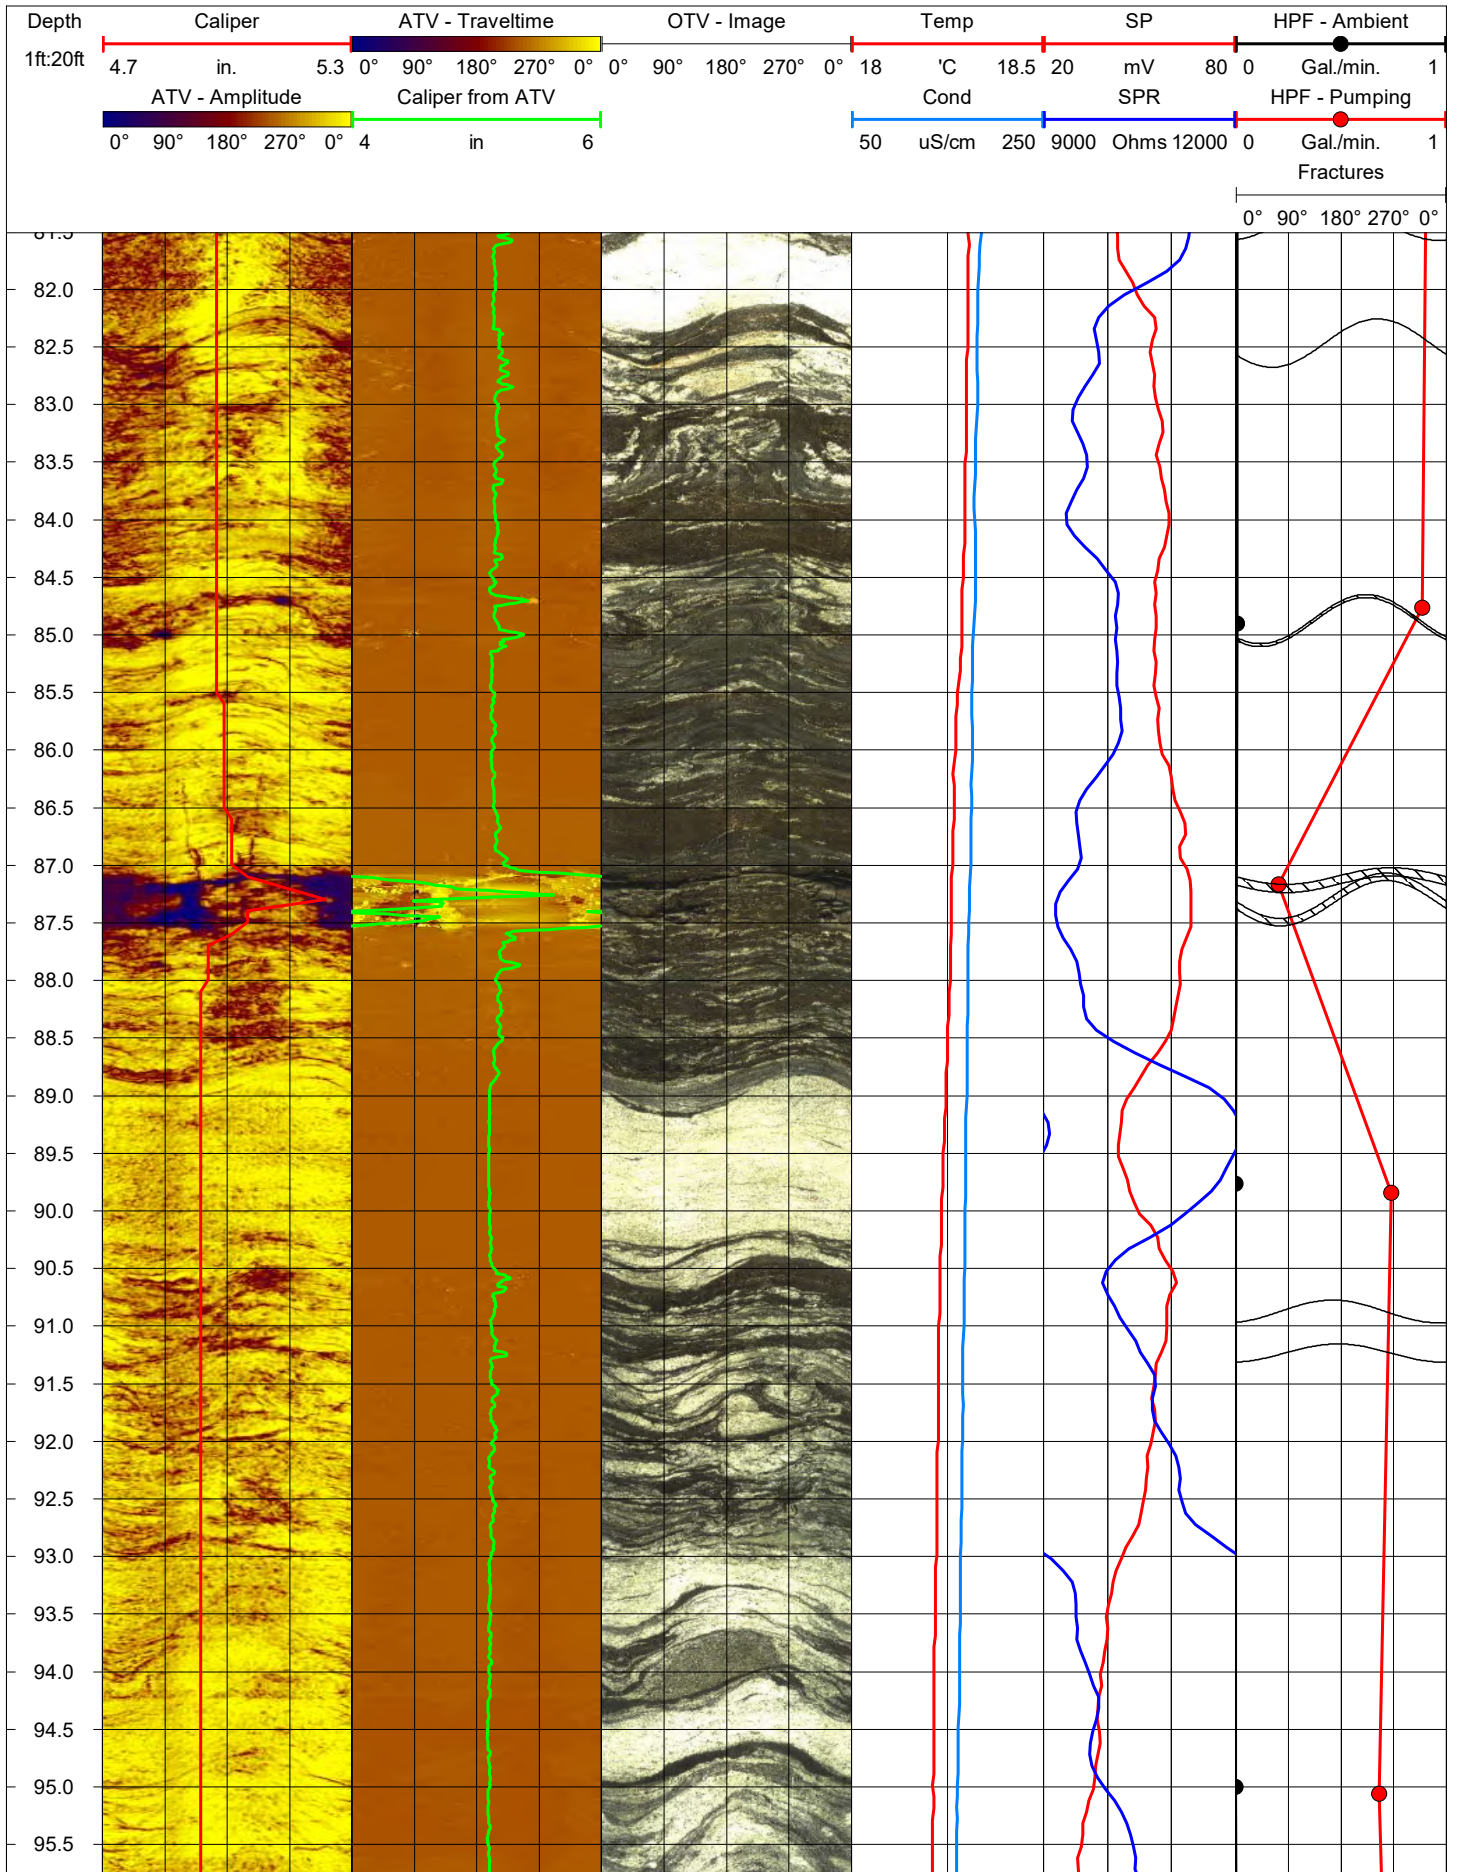 Depth
1ft:20ft
Caliper
4.7 in. 5.3
ATV - Amplitude
0° 90° 180° 270° 0°
ATV - Traveltime
0° 90° 180° 270° 0°
Caliper from ATV
4 in 6
OTV - Image
0° 90° 180° 270° 0°
Temp
18 'C 18.5
Cond
50 uS/cm 250
SP
20 mV 80
SPR
9000 Ohms 12000
HPF - Ambient
0 Gal./min. 1
HPF - Pumping
0 Gal./min. 1
Fractures
0° 90° 180° 270° 0°
81.5
82.0
82.5
83.0
83.5
84.0
84.5
85.0
85.5
86.0
86.5
87.0
87.5
88.0
88.5
89.0
89.5
90.0
90.5
91.0
91.5
92.0
92.5
93.0
93.5
94.0
94.5
95.0
95.5